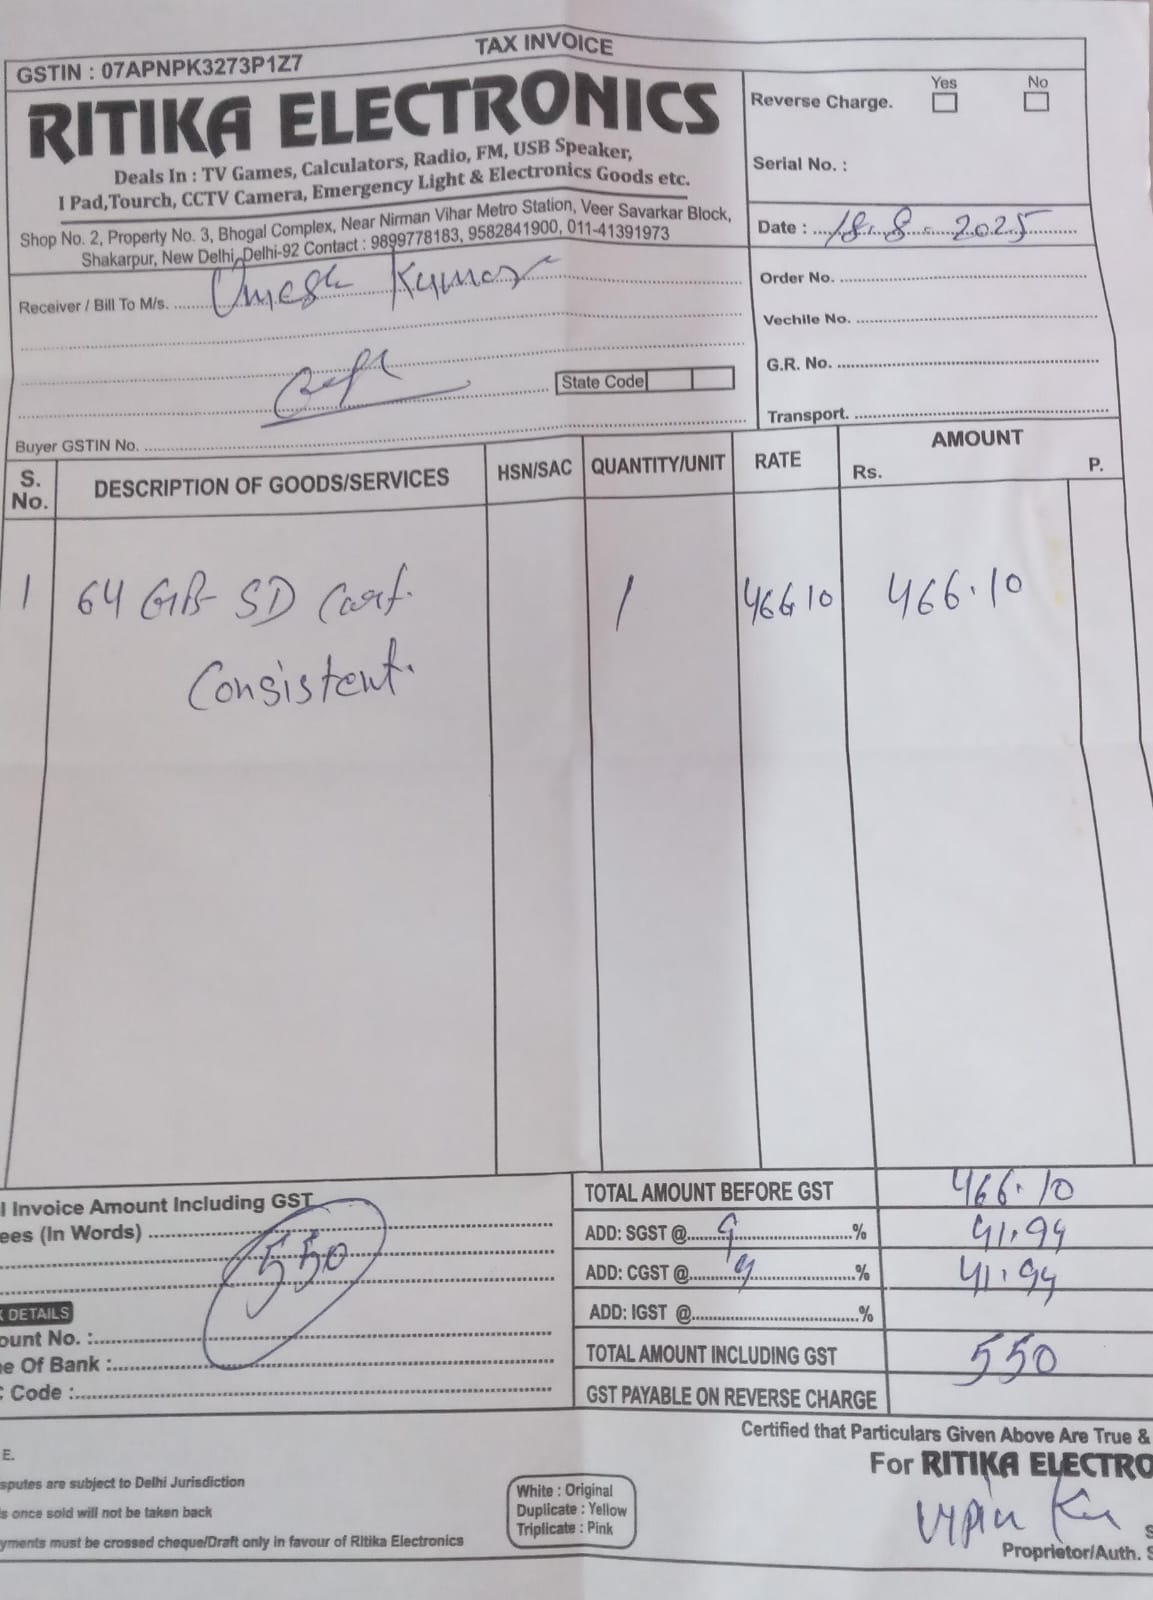 TAX INVOICE
GSTIN : 07APNPK3273P1Z7
RITIKA ELECTRONICS
Deals In : TV Games, Calculators, Radio, FM, USB Speaker,
I Pad,Tourch, CCTV Camera, Emergency Light & Electronics Goods etc.
Shop No. 2, Property No. 3, Bhogal Complex, Near Nirman Vihar Metro Station, Veer Savarkar Block,
Shakarpur, New Delhi, Delhi-92 Contact : 9899778183, 9582841900, 011-41391973
Reverse Charge. Yes No
Serial No. :
Date : 18.8.2025
Receiver / Bill To M/s. Umesh Kumar
State Code
Buyer GSTIN No.
Order No.
Vechile No.
G.R. No.
Transport.
S. No. DESCRIPTION OF GOODS/SERVICES HSN/SAC QUANTITY/UNIT RATE AMOUNT Rs. P.
1 64 GB SD Card. 1 466.10 466.10
Consistent.
l Invoice Amount Including GST
ees (In Words)
550
DETAILS
ount No. :
e Of Bank :
Code :
TOTAL AMOUNT BEFORE GST 466.10
ADD: SGST @ 9 % 41.94
ADD: CGST @ 9 % 41.94
ADD: IGST @ %
TOTAL AMOUNT INCLUDING GST 550
GST PAYABLE ON REVERSE CHARGE
Certified that Particulars Given Above Are True &
For RITIKA ELECTRO
Vipin Ku
Proprietor/Auth. S
E.
sputes are subject to Delhi Jurisdiction
s once sold will not be taken back
yments must be crossed cheque/Draft only in favour of Ritika Electronics
White : Original
Duplicate : Yellow
Triplicate : Pink